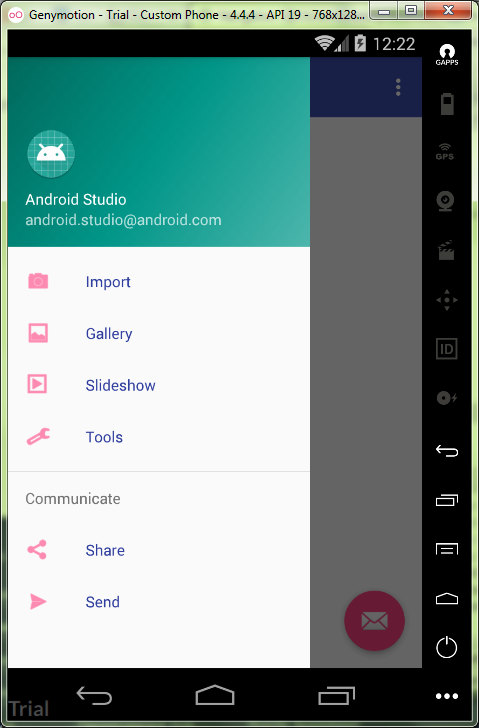 Genymotion - Trial - Custom Phone - 4.4.4 - API 19 - 768x128...
12:22
GAPPS
Android Studio
android.studio@android.com
GPS
Import
Gallery
ID
Slideshow
Tools
Communicate
Share
Send
Trial